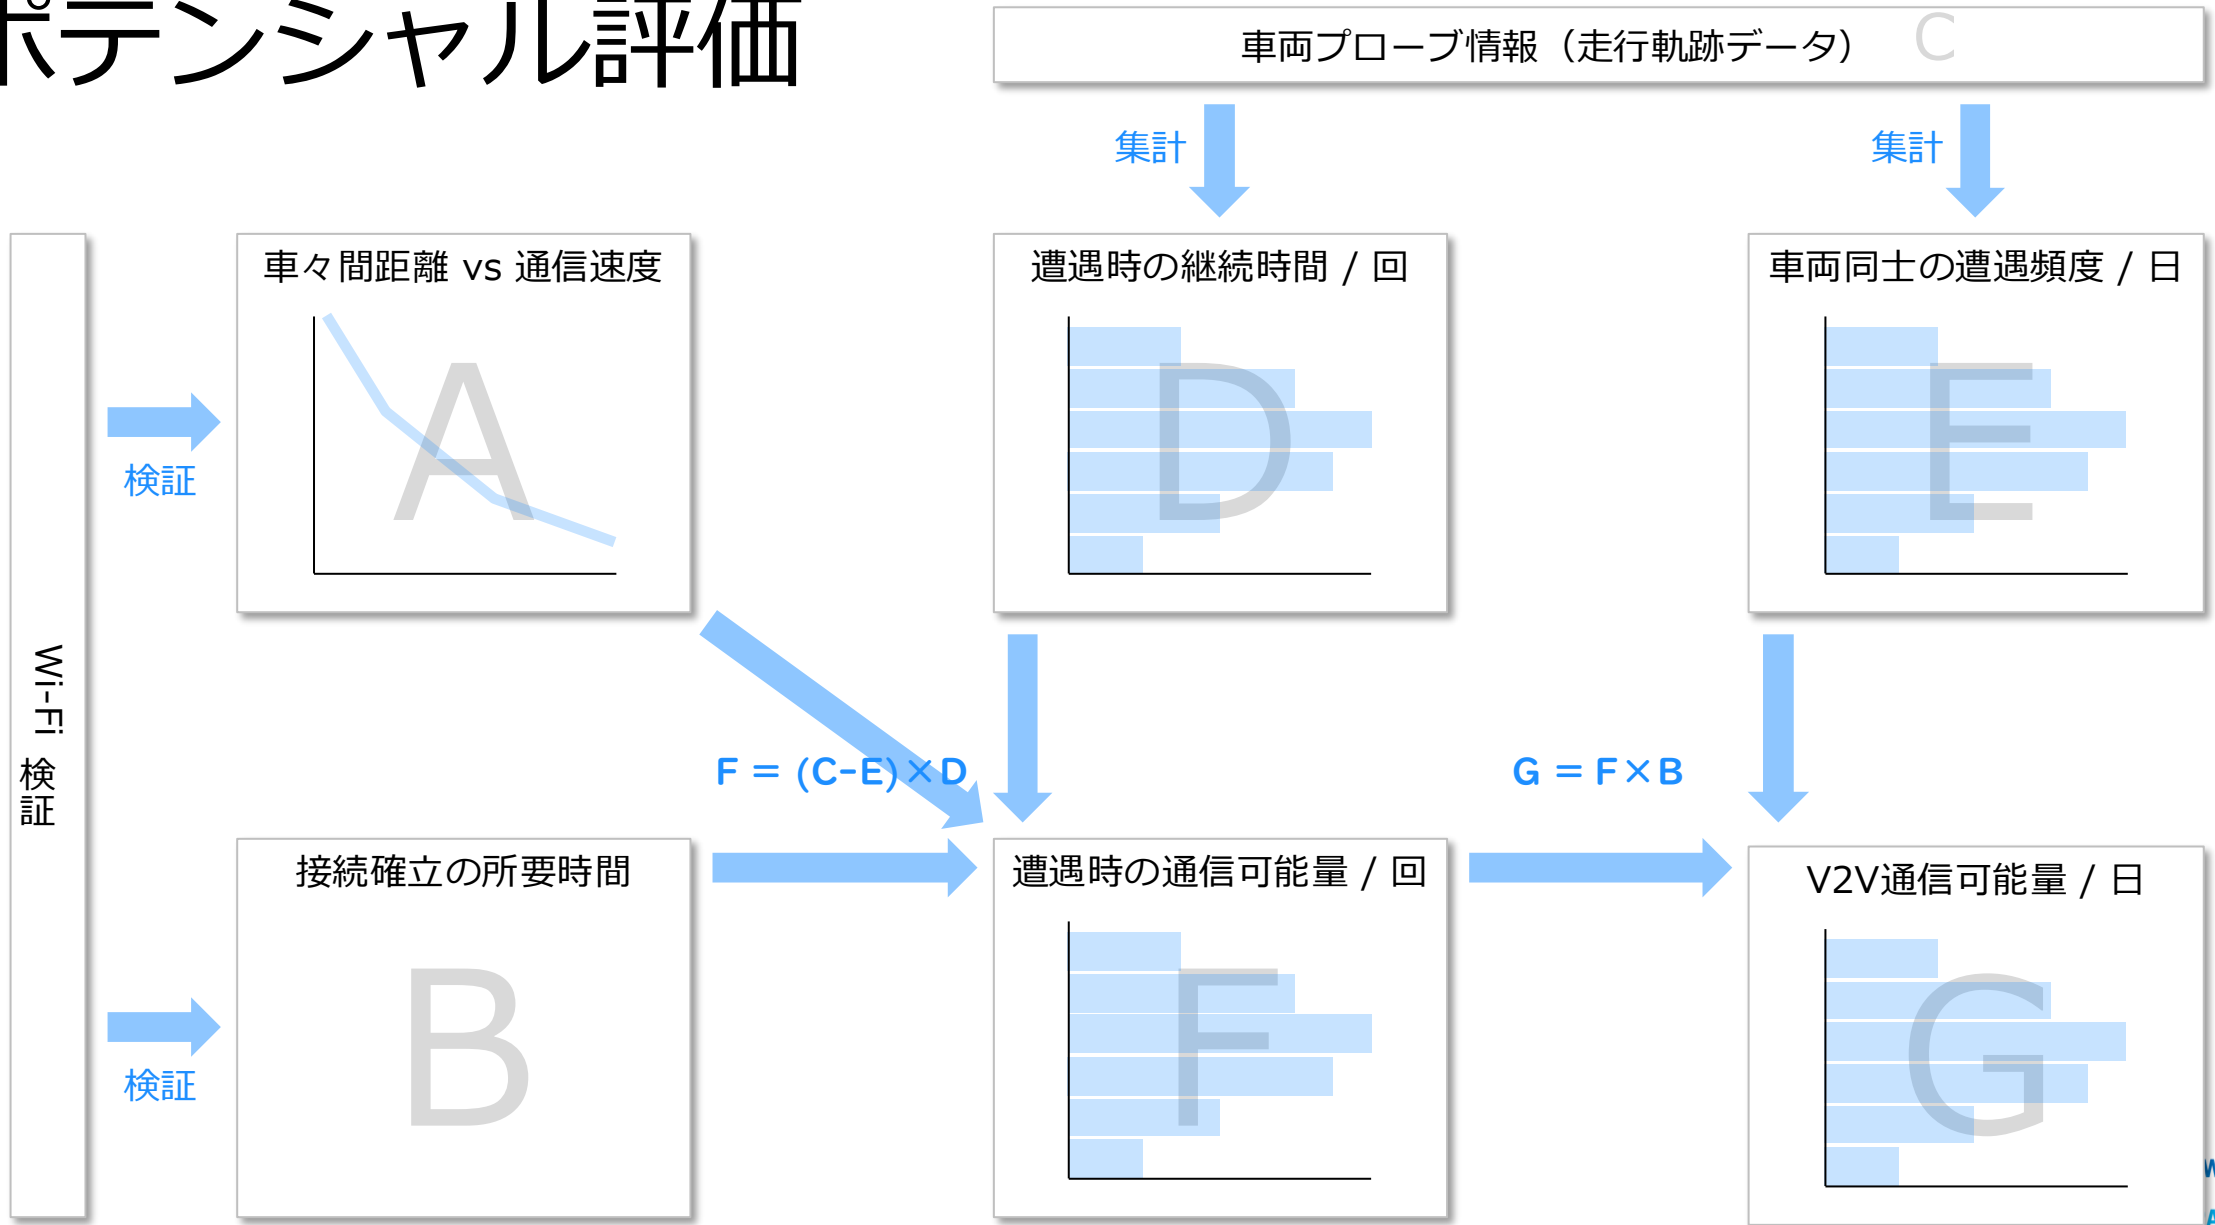 ポテンシャル評価
車両プローブ情報（走行軌跡データ）
C
集計
集計
Wi-Fi 検証
検証
車々間距離 vs 通信速度
A
遭遇時の継続時間 / 回
D
車両同士の遭遇頻度 / 日
E
F = (C-E)×D
G = F×B
検証
接続確立の所要時間
B
遭遇時の通信可能量 / 回
F
V2V通信可能量 / 日
G